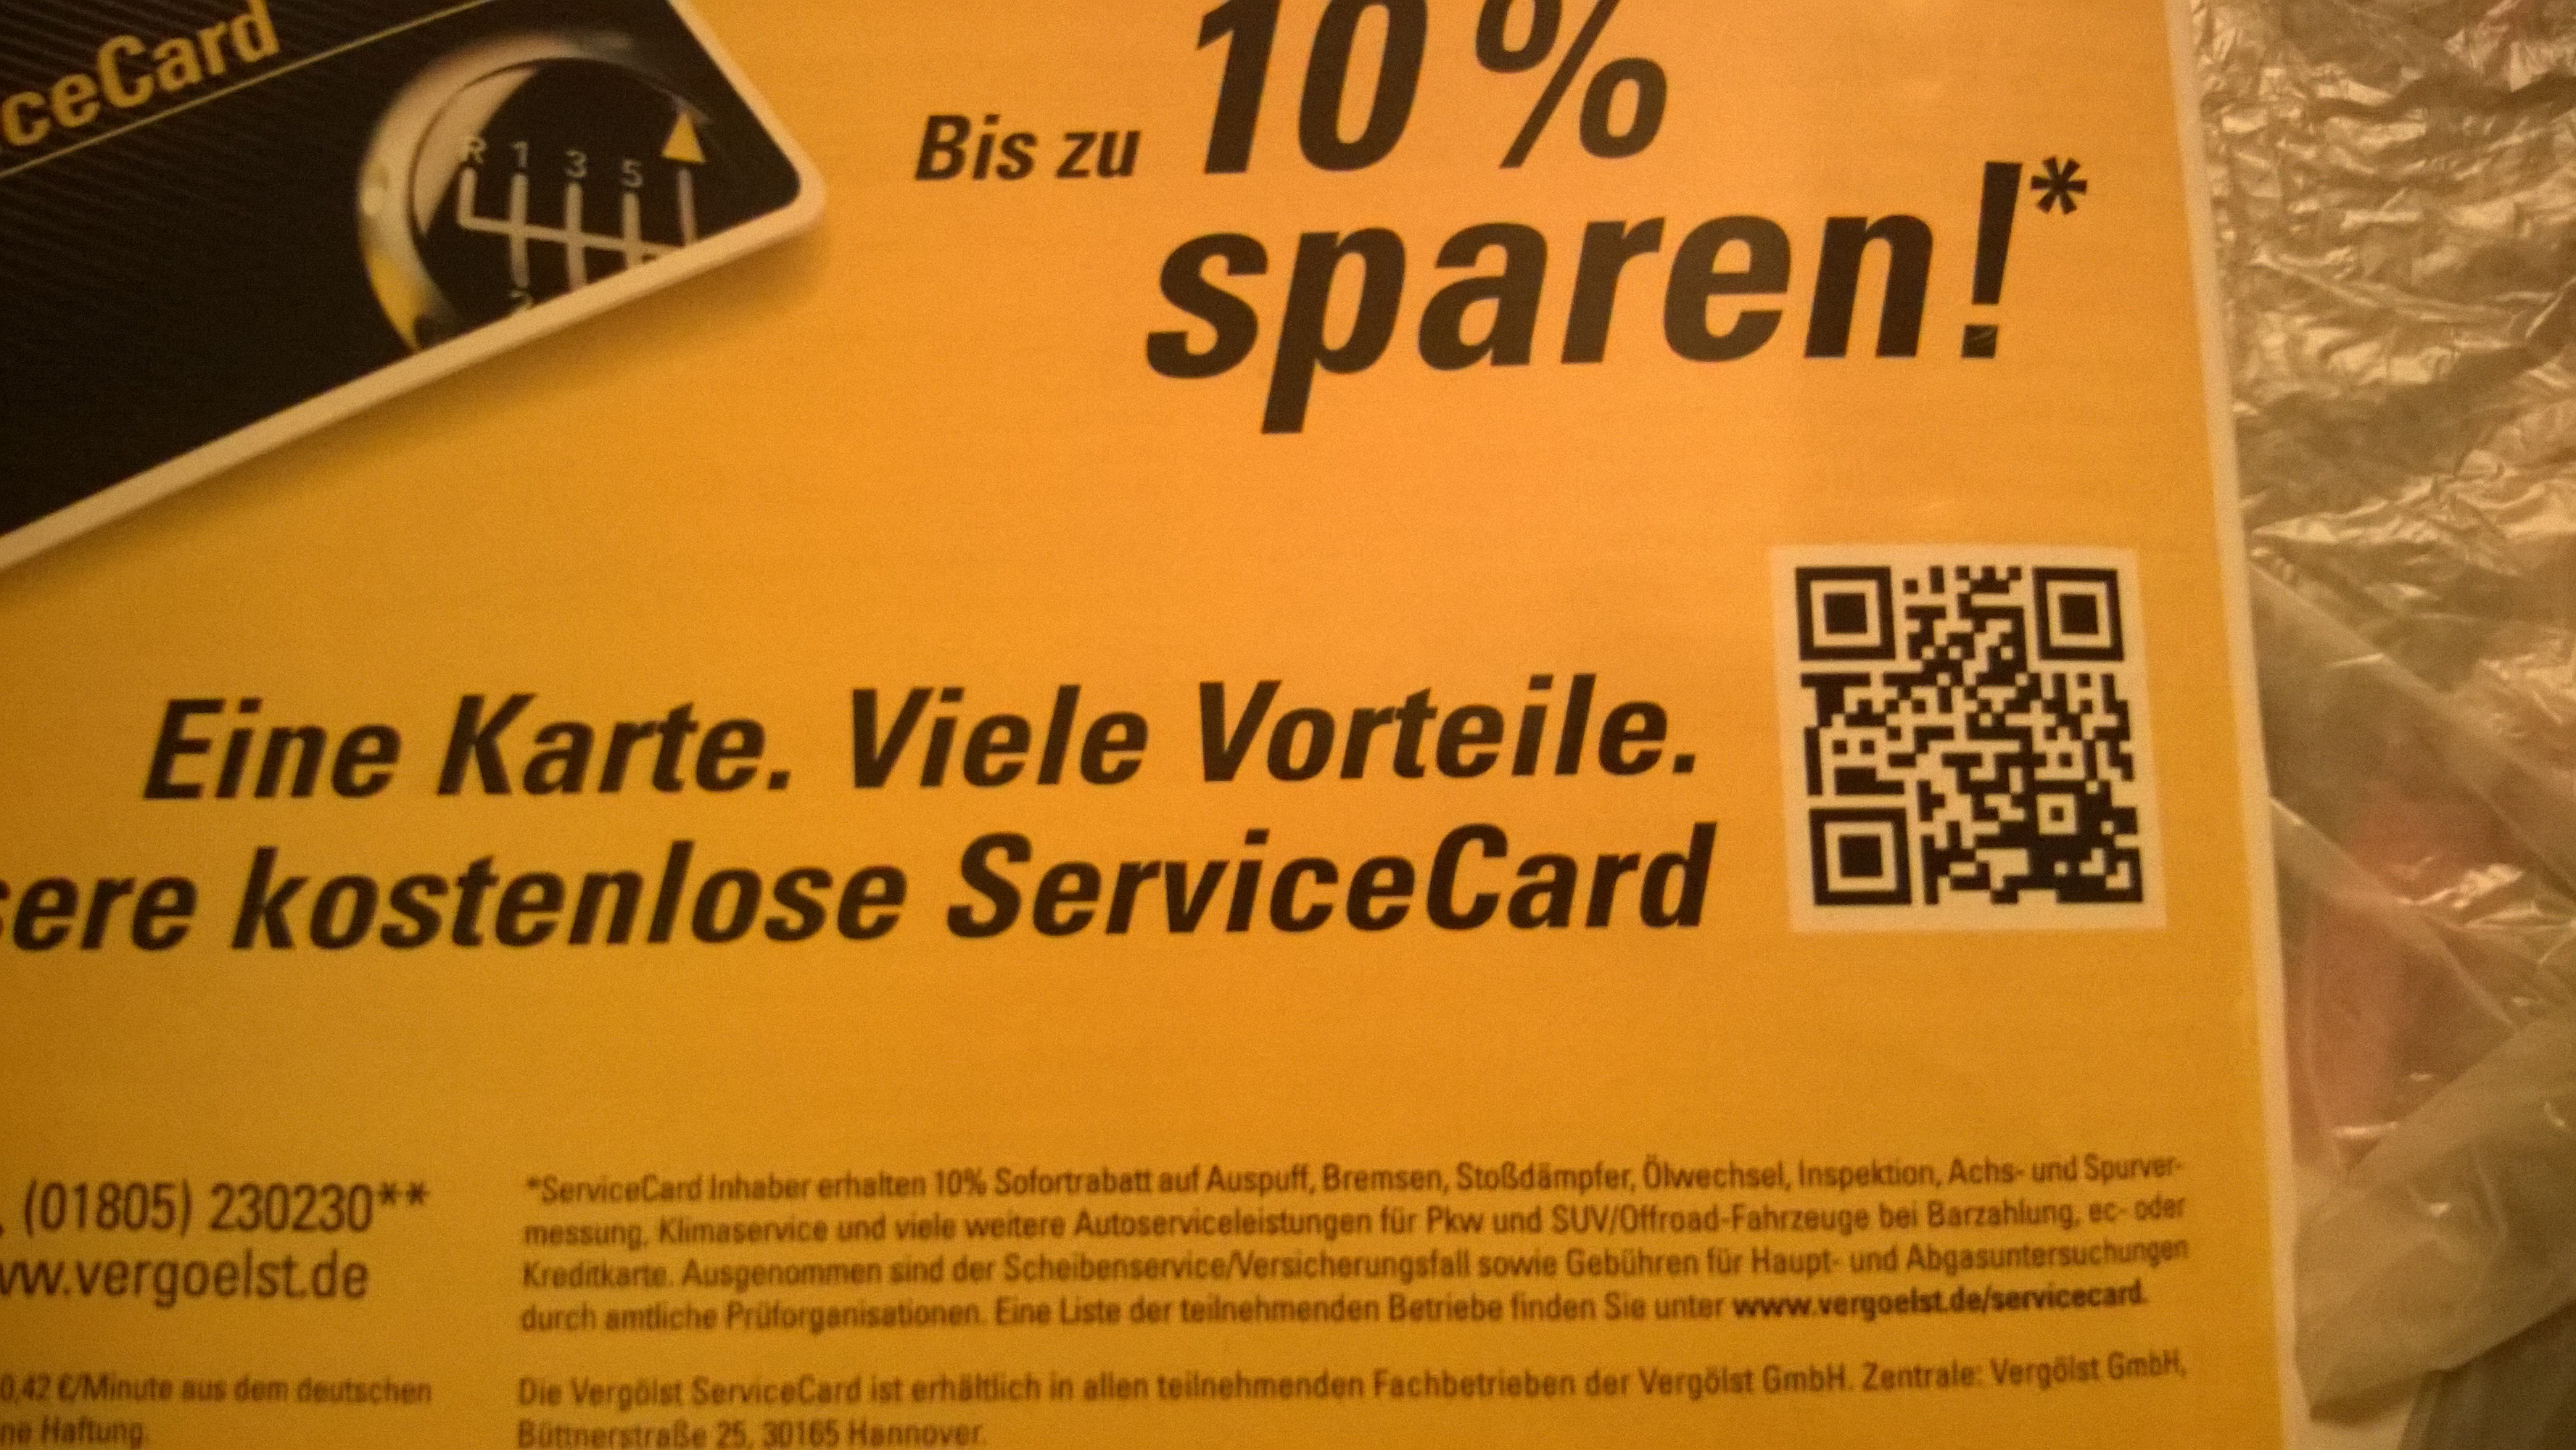 ceCard
R 1 3 5
Bis zu 10%
sparen!*
Eine Karte. Viele Vorteile.
sere kostenlose ServiceCard
(01805) 230230**
*ServiceCard Inhaber erhalten 10% Sofortrabatt auf Auspuff, Bremsen, Stoßdämpfer, Ölwechsel, Inspektion, Achs- und Spurver-
messung, Klimaservice und viele weitere Autoserviceleistungen für Pkw und SUV/Offroad-Fahrzeuge bei Barzahlung, ec- oder
Kreditkarte. Ausgenommen sind der Scheibenservice/Versicherungsfall sowie Gebühren für Haupt- und Abgasuntersuchungen
durch amtliche Prüforganisationen. Eine Liste der teilnehmenden Betriebe finden Sie unter www.vergoelst.de/servicecard.
ww.vergoelst.de
0,42 €/Minute aus dem deutschen
ne Haftung.
Die Vergölst ServiceCard ist erhältlich in allen teilnehmenden Fachbetrieben der Vergölst GmbH. Zentrale: Vergölst GmbH,
Büttnerstraße 25, 30165 Hannover.